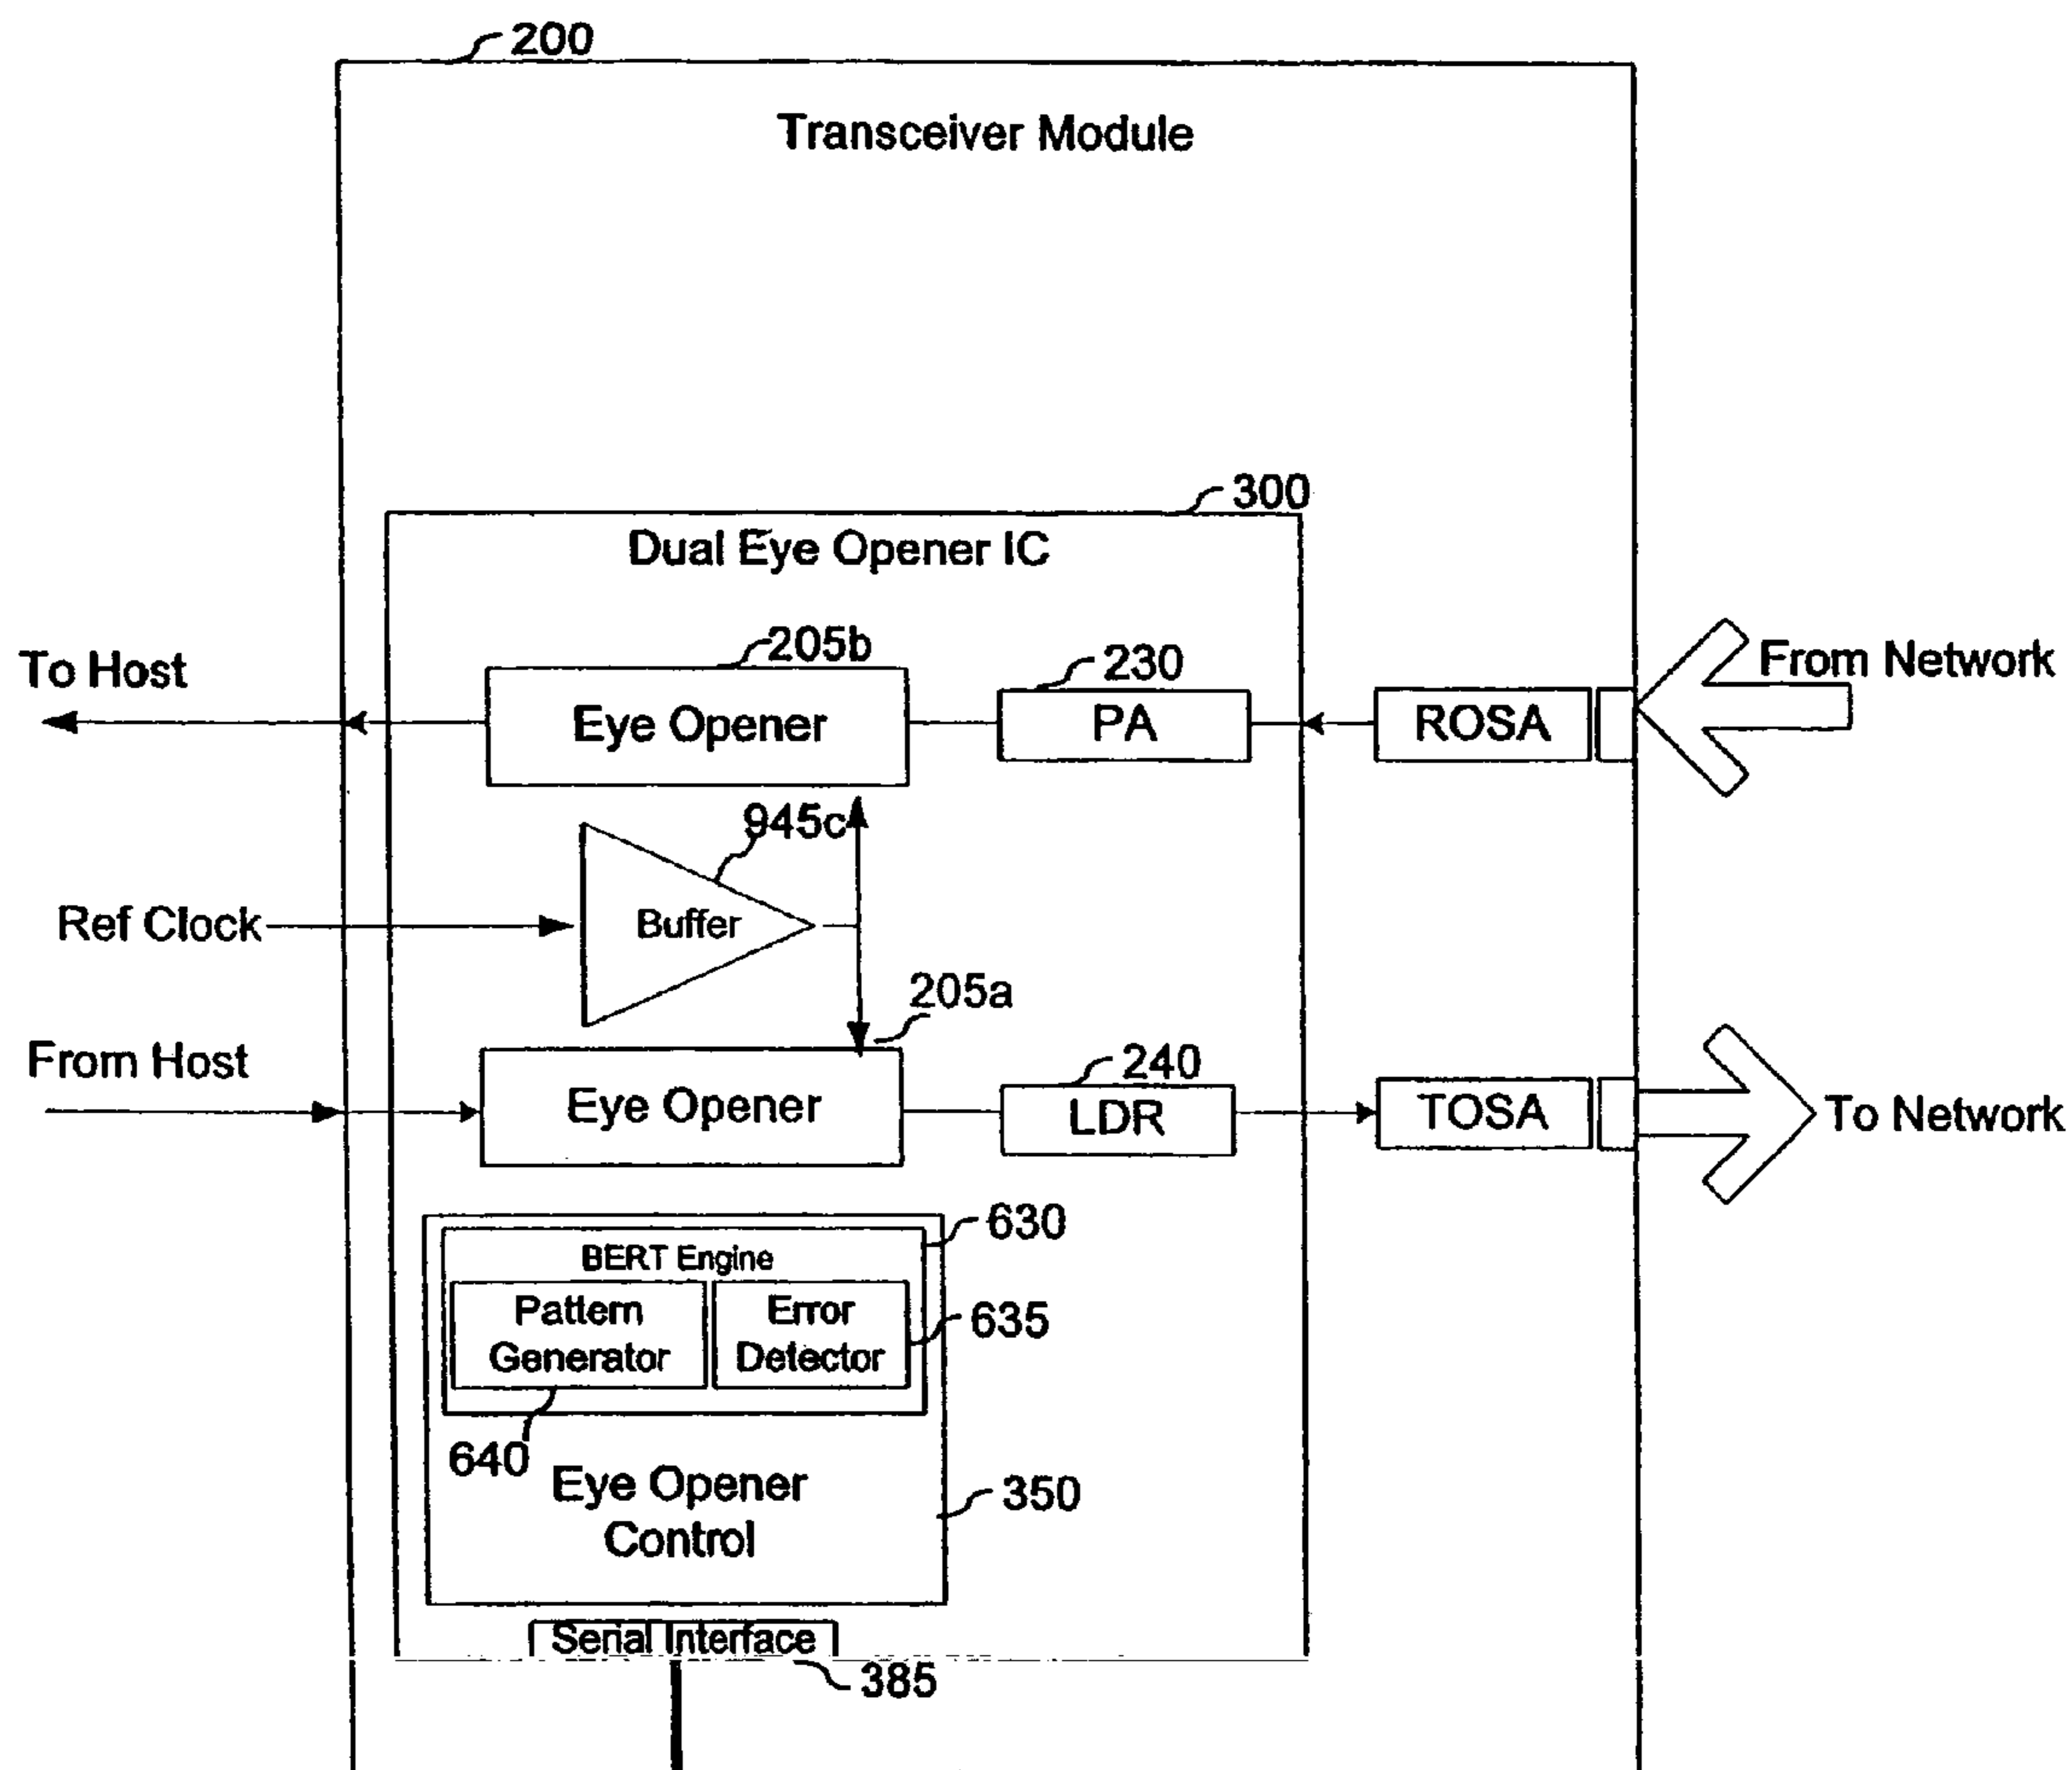 200
Transceiver Module
300
Dual Eye Opener IC
205b
230
To Host
From Network
Eye Opener
PA
ROSA
945c
Ref Clock
Buffer
205a
From Host
240
Eye Opener
LDR
TOSA
To Network
630
BERT Engine
Pattern
Generator
Error
Detector
635
640
Eye Opener
Control
350
Serial Interface
385